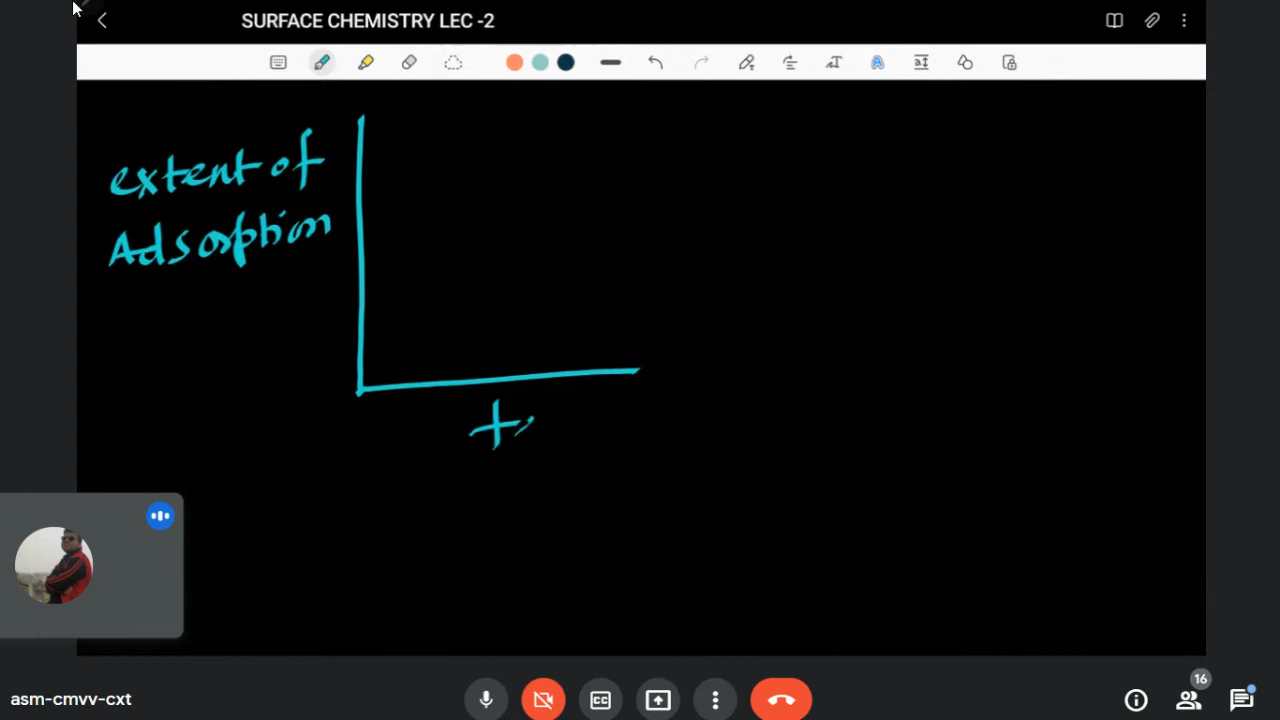 SURFACE CHEMISTRY LEC -2
extent of
Adsorption
asm-cmvv-cxt
16